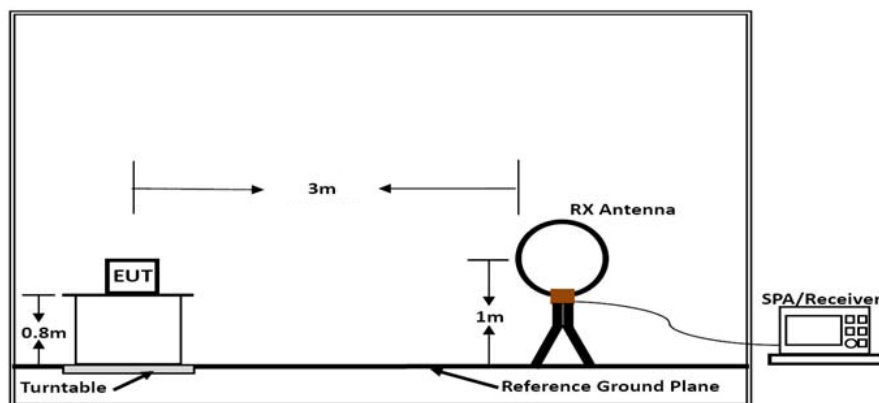 3m
RX Antenna
EUT
SPA/Receiver
0.8m
1m
Turntable
Reference Ground Plane